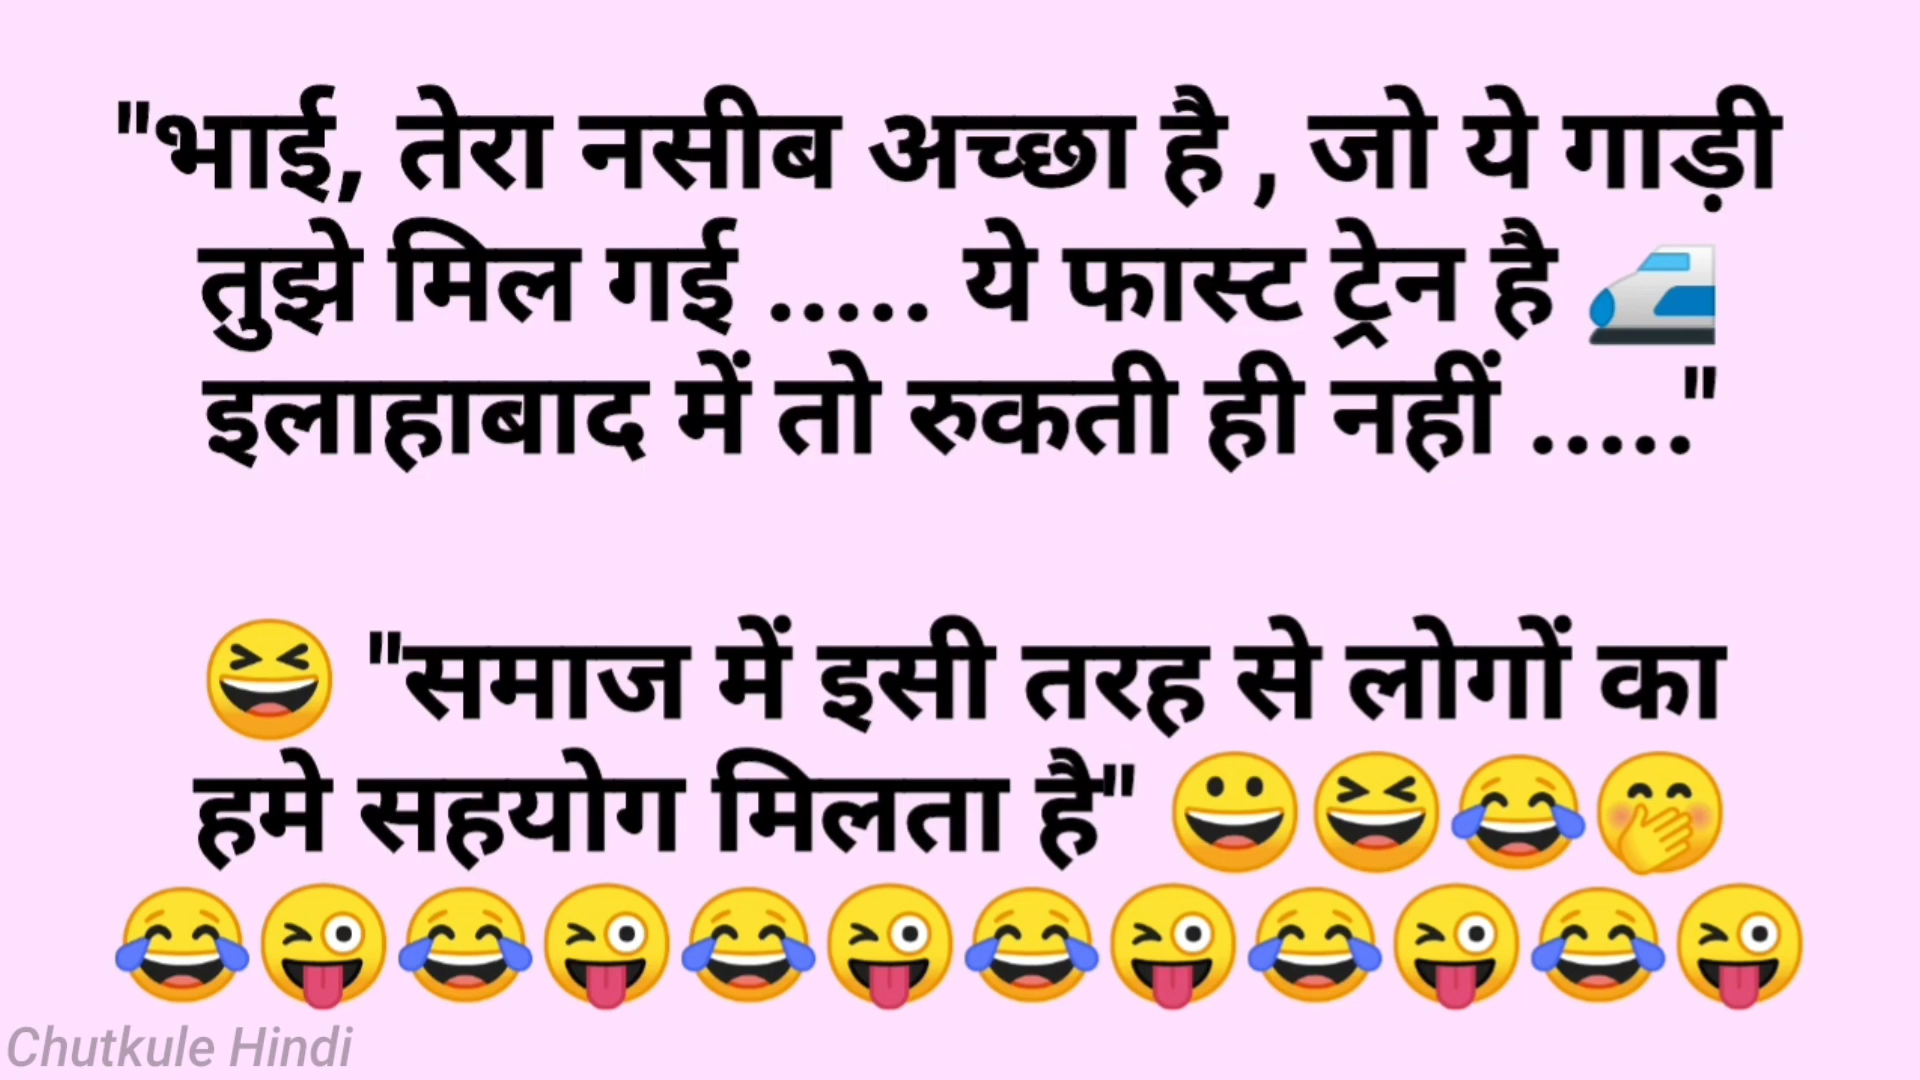 "भाई, तेरा नसीब अच्छा है , जो ये गाड़ी
तुझे मिल गई ..... ये फास्ट ट्रेन है 🚅
इलाहाबाद में तो रुकती ही नहीं ....."
😆 "समाज में इसी तरह से लोगों का
हमे सहयोग मिलता है" 😀😆😂🤭
😂😜😂😜😂😜😂😜😂😜😂😜
Chutkule Hindi